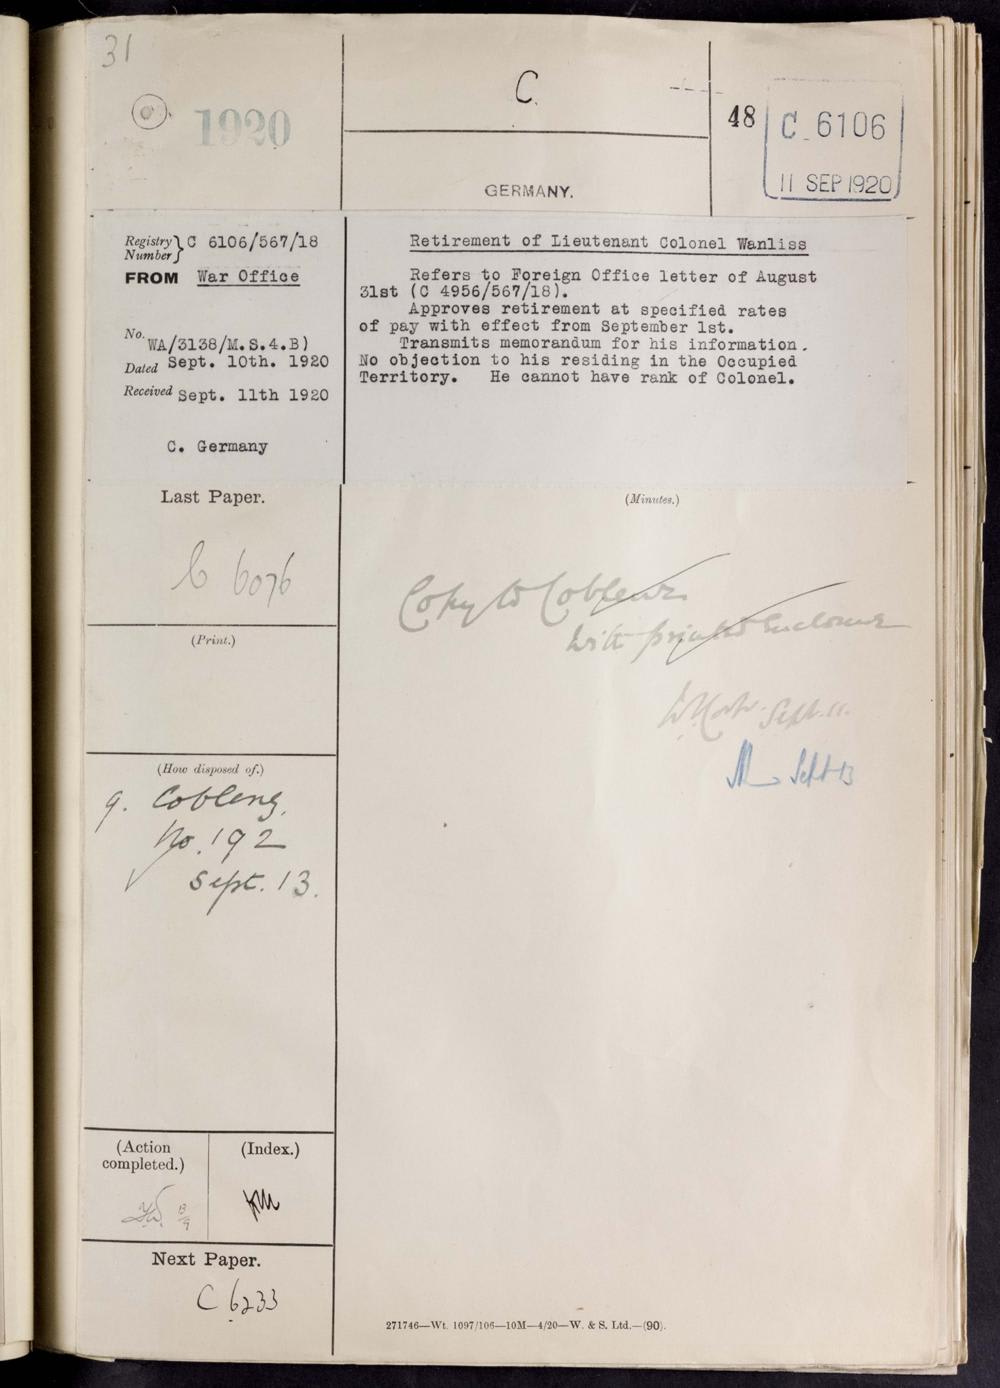 31
1920
C.
GERMANY.
48
C 6106
11 SEP 1920
Registry
Number
C 6106/567/18
FROM War Office
No. WA/3138/M.S.4.B)
Dated Sept. 10th. 1920
Received Sept. 11th 1920
C. Germany
Retirement of Lieutenant Colonel Wanliss
Refers to Foreign Office letter of August
31st (C 4956/567/18).
Approves retirement at specified rates
of pay with effect from September 1st.
Transmits memorandum for his information.
No objection to his residing in the Occupied
Territory. He cannot have rank of Colonel.
Last Paper.
C 6076
(Print.)
(How disposed of.)
Coblenz,
No. 192
Sept. 13.
(Action
completed.)
(Index.)
Next Paper.
C 6233
(Minutes.)
Copy to Coblenz
with printed enclosure
Sept. 11.
Sept 13
271746—Wt. 1097/106—10M—4/20—W. & S. Ltd.—(90).